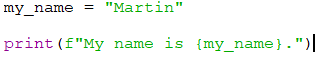 my_name = "Martin"
print(f"My name is {my_name}.")